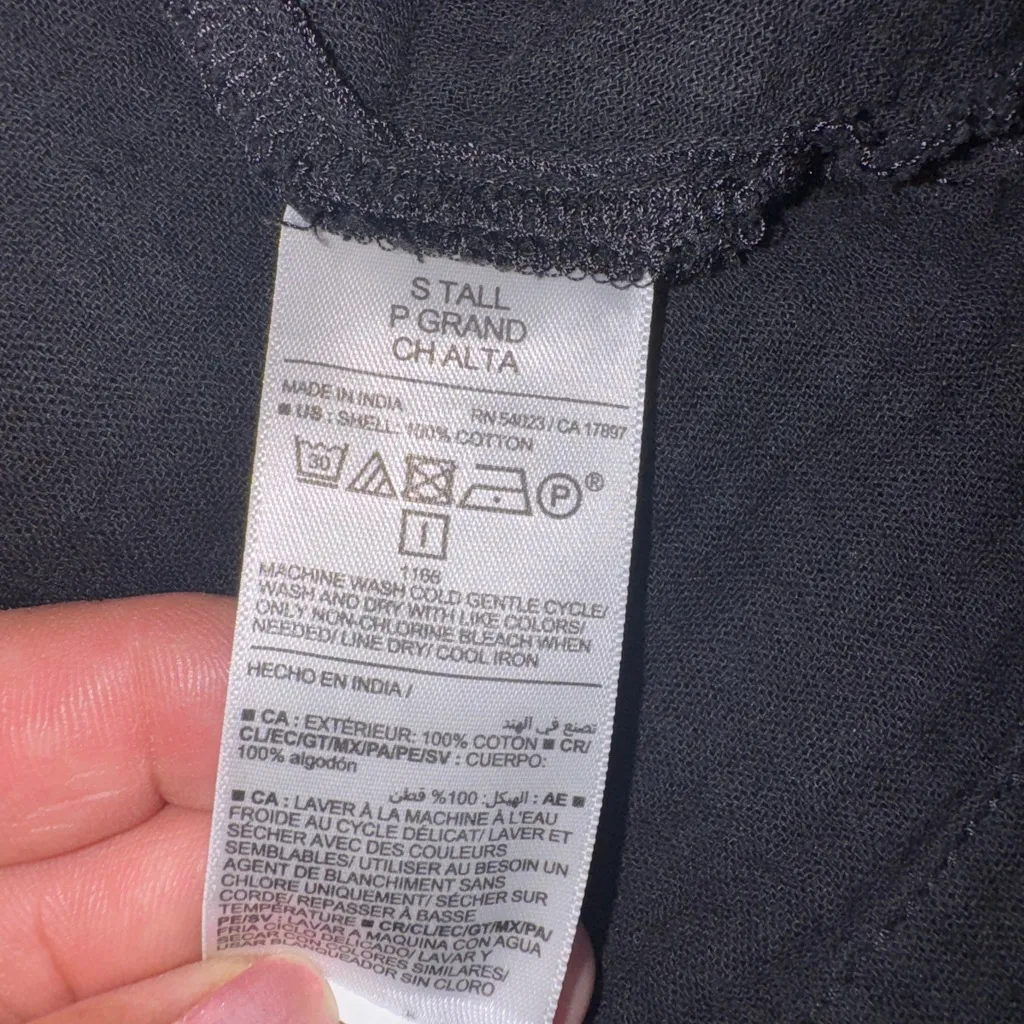 S TALL
P GRAND
CH ALTA
MADE IN INDIA
RN 54023 / CA 17897
■ US : SHELL: 100% COTTON
30
P®
I
1166
MACHINE WASH COLD GENTLE CYCLE/
WASH AND DRY WITH LIKE COLORS/
ONLY NON-CHLORINE BLEACH WHEN
NEEDED/ LINE DRY/ COOL IRON
HECHO EN INDIA /
تصنع في الهند
■ CA : EXTÉRIEUR: 100% COTON ■ CR/
CL/EC/GT/MX/PA/PE/SV : CUERPO:
100% algodón
■ AE : الهيكل: 100% قطن
■ CA : LAVER À LA MACHINE À L'EAU
FROIDE AU CYCLE DÉLICAT/ LAVER ET
SÉCHER AVEC DES COULEURS
SEMBLABLES/ UTILISER AU BESOIN UN
AGENT DE BLANCHIMENT SANS
CHLORE UNIQUEMENT/ SÉCHER SUR
CORDE/ REPASSER À BASSE
TEMPÉRATURE ■ CR/CL/EC/GT/MX/PA/
PE/SV : LAVAR A MAQUINA CON AGUA
FRIA CICLO DELICADO/ LAVAR Y
SECAR CON COLORES SIMILARES/
USAR BLANQUEADOR SIN CLORO